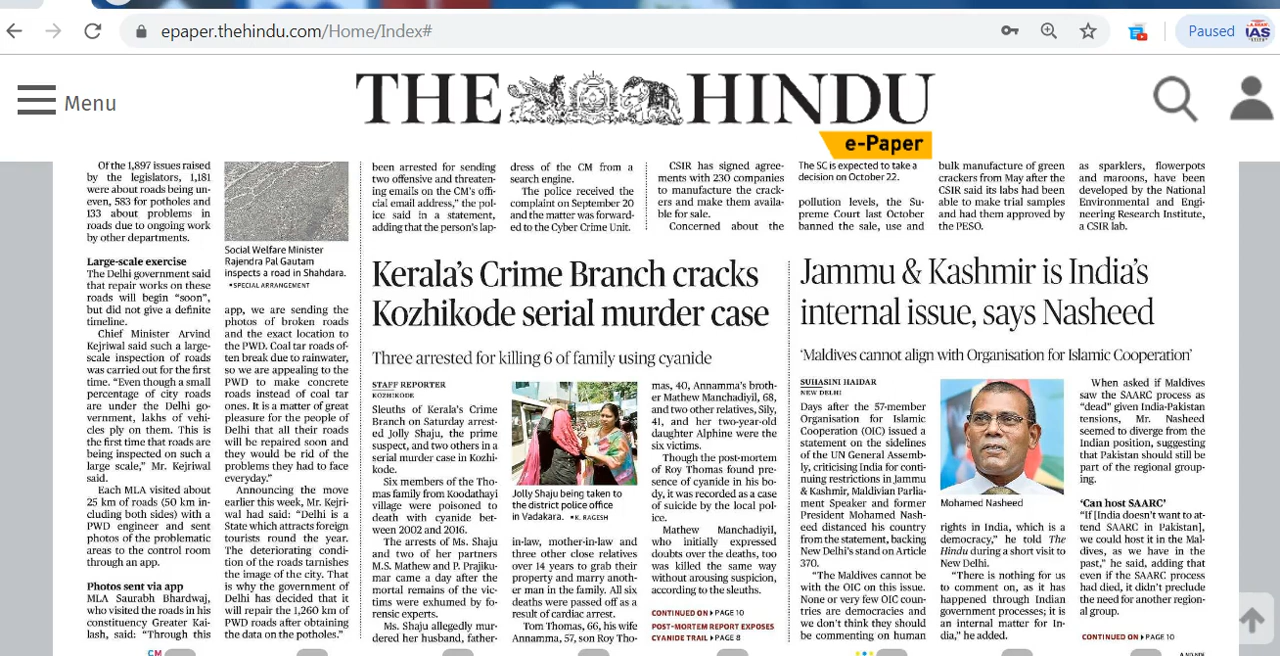 epaper.thehindu.com/Home/Index#
Paused
IAS
Menu
THE HINDU
e-Paper
Of the 1,897 issues raised
by the legislators, 1,181
were about roads being un-
even, 583 for potholes and
133 about problems in
roads due to ongoing work
by other departments.
Large-scale exercise
The Delhi government said
that repair works on these
roads will begin “soon”,
but did not give a definite
timeline.
Chief Minister Arvind
Kejriwal said such a large-
scale inspection of roads
was carried out for the first
time. “Even though a small
percentage of city roads
are under the Delhi go-
vernment, lakhs of vehi-
cles ply on them. This is
the first time that roads are
being inspected on such a
large scale,” Mr. Kejriwal
said.
Each MLA visited about
25 km of roads (50 km in-
cluding both sides) with a
PWD engineer and sent
photos of the problematic
areas to the control room
through an app.
Photos sent via app
MLA Saurabh Bhardwaj,
who visited the roads in his
constituency Greater Kai-
lash, said: “Through this
Social Welfare Minister
Rajendra Pal Gautam
inspects a road in Shahdara.
•SPECIAL ARRANGEMENT
app, we are sending the
photos of broken roads
and the exact location to
the PWD. Coal tar roads of-
ten break due to rainwater,
so we are appealing to the
PWD to make concrete
roads instead of coal tar
ones. It is a matter of great
pleasure for the people of
Delhi that all their roads
will be repaired soon and
they would be rid of the
problems they had to face
everyday.”
Announcing the move
earlier this week, Mr. Kejri-
wal had said: “Delhi is a
State which attracts foreign
tourists round the year.
The deteriorating condi-
tion of the roads tarnishes
the image of the city. That
is why the government of
Delhi has decided that it
will repair the 1,260 km of
PWD roads after obtaining
the data on the potholes.”
been arrested for sending
two offensive and threaten-
ing emails on the CM’s offi-
cial email address,” the pol-
ice said in a statement,
adding that the person’s lap-
dress of the CM from a
search engine.
The police received the
complaint on September 20
and the matter was forward-
ed to the Cyber Crime Unit.
CSIR has signed agree-
ments with 230 companies
to manufacture the crack-
ers and make them availa-
ble for sale.
Concerned about the
The SC is expected to take a
decision on October 22.
pollution levels, the Su-
preme Court last October
banned the sale, use and
bulk manufacture of green
crackers from May after the
CSIR said its labs had been
able to make trial samples
and had them approved by
the PESO.
as sparklers, flowerpots
and maroons, have been
developed by the National
Environmental and Engi-
neering Research Institute,
a CSIR lab.
Kerala’s Crime Branch cracks
Kozhikode serial murder case
Three arrested for killing 6 of family using cyanide
STAFF REPORTER
KOZHIKODE
Sleuths of Kerala’s Crime
Branch on Saturday arrest-
ed Jolly Shaju, the prime
suspect, and two others in a
serial murder case in Kozhi-
kode.
Six members of the Tho-
mas family from Koodathayi
village were poisoned to
death with cyanide bet-
ween 2002 and 2016.
The arrests of Ms. Shaju
and two of her partners
M.S. Mathew and P. Prajiku-
mar came a day after the
mortal remains of the vic-
tims were exhumed by fo-
rensic experts.
Ms. Shaju allegedly mur-
dered her husband, father-
Jolly Shaju being taken to
the district police office
in Vadakara. •K. RAGESH
in-law, mother-in-law and
three other close relatives
over 14 years to grab their
property and marry anoth-
er man in the family. All six
deaths were passed off as a
result of cardiac arrest.
Tom Thomas, 66, his wife
Annamma, 57, son Roy Tho-
mas, 40, Annamma’s broth-
er Mathew Manchadiyil, 68,
and two other relatives, Sily,
41, and her two-year-old
daughter Alphine were the
six victims.
Though the post-mortem
of Roy Thomas found pre-
sence of cyanide in his bo-
dy, it was recorded as a case
of suicide by the local pol-
ice.
Mathew Manchadiyil,
who initially expressed
doubts over the deaths, too
was killed the same way
without arousing suspicion,
according to the sleuths.
CONTINUED ON ▸ PAGE 10
POST-MORTEM REPORT EXPOSES
CYANIDE TRAIL ▸ PAGE 8
Jammu & Kashmir is India’s
internal issue, says Nasheed
‘Maldives cannot align with Organisation for Islamic Cooperation’
SUHASINI HAIDAR
NEW DELHI
Days after the 57-member
Organisation for Islamic
Cooperation (OIC) issued a
statement on the sidelines
of the UN General Assemb-
ly, criticising India for conti-
nuing restrictions in Jammu
& Kashmir, Maldivian Parlia-
ment Speaker and former
President Mohamed Nash-
eed distanced his country
from the statement, backing
New Delhi’s stand on Article
370.
“The Maldives cannot be
with the OIC on this issue.
None or very few OIC coun-
tries are democracies and
we don’t think they should
be commenting on human
Mohamed Nasheed
rights in India, which is a
democracy,” he told The
Hindu during a short visit to
New Delhi.
“There is nothing for us
to comment on, as it has
happened through Indian
government processes; it is
an internal matter for In-
dia,” he added.
When asked if Maldives
saw the SAARC process as
“dead” given India-Pakistan
tensions, Mr. Nasheed
seemed to diverge from the
Indian position, suggesting
that Pakistan should still be
part of the regional group-
ing.
‘Can host SAARC’
“If [India doesn’t want to at-
tend SAARC in Pakistan],
we could host it in the Mal-
dives, as we have in the
past,” he said, adding that
even if the SAARC process
had died, it didn’t preclude
the need for another region-
al group.
CONTINUED ON ▸ PAGE 10
CM